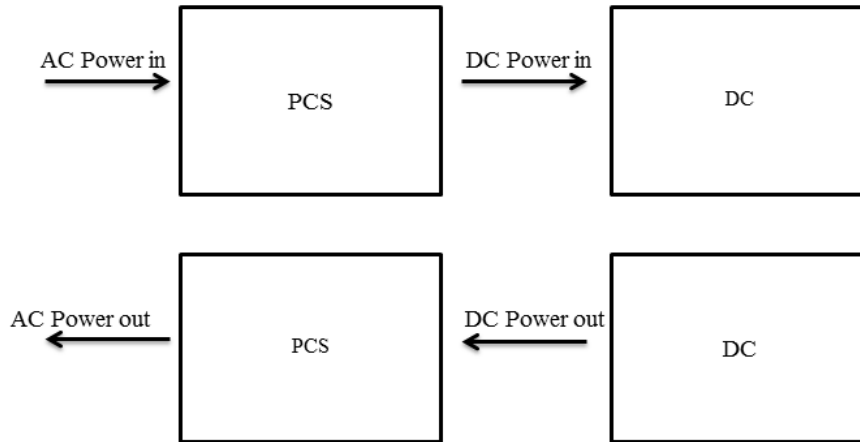 AC Power in
PCS
DC Power in
DC
AC Power out
PCS
DC Power out
DC